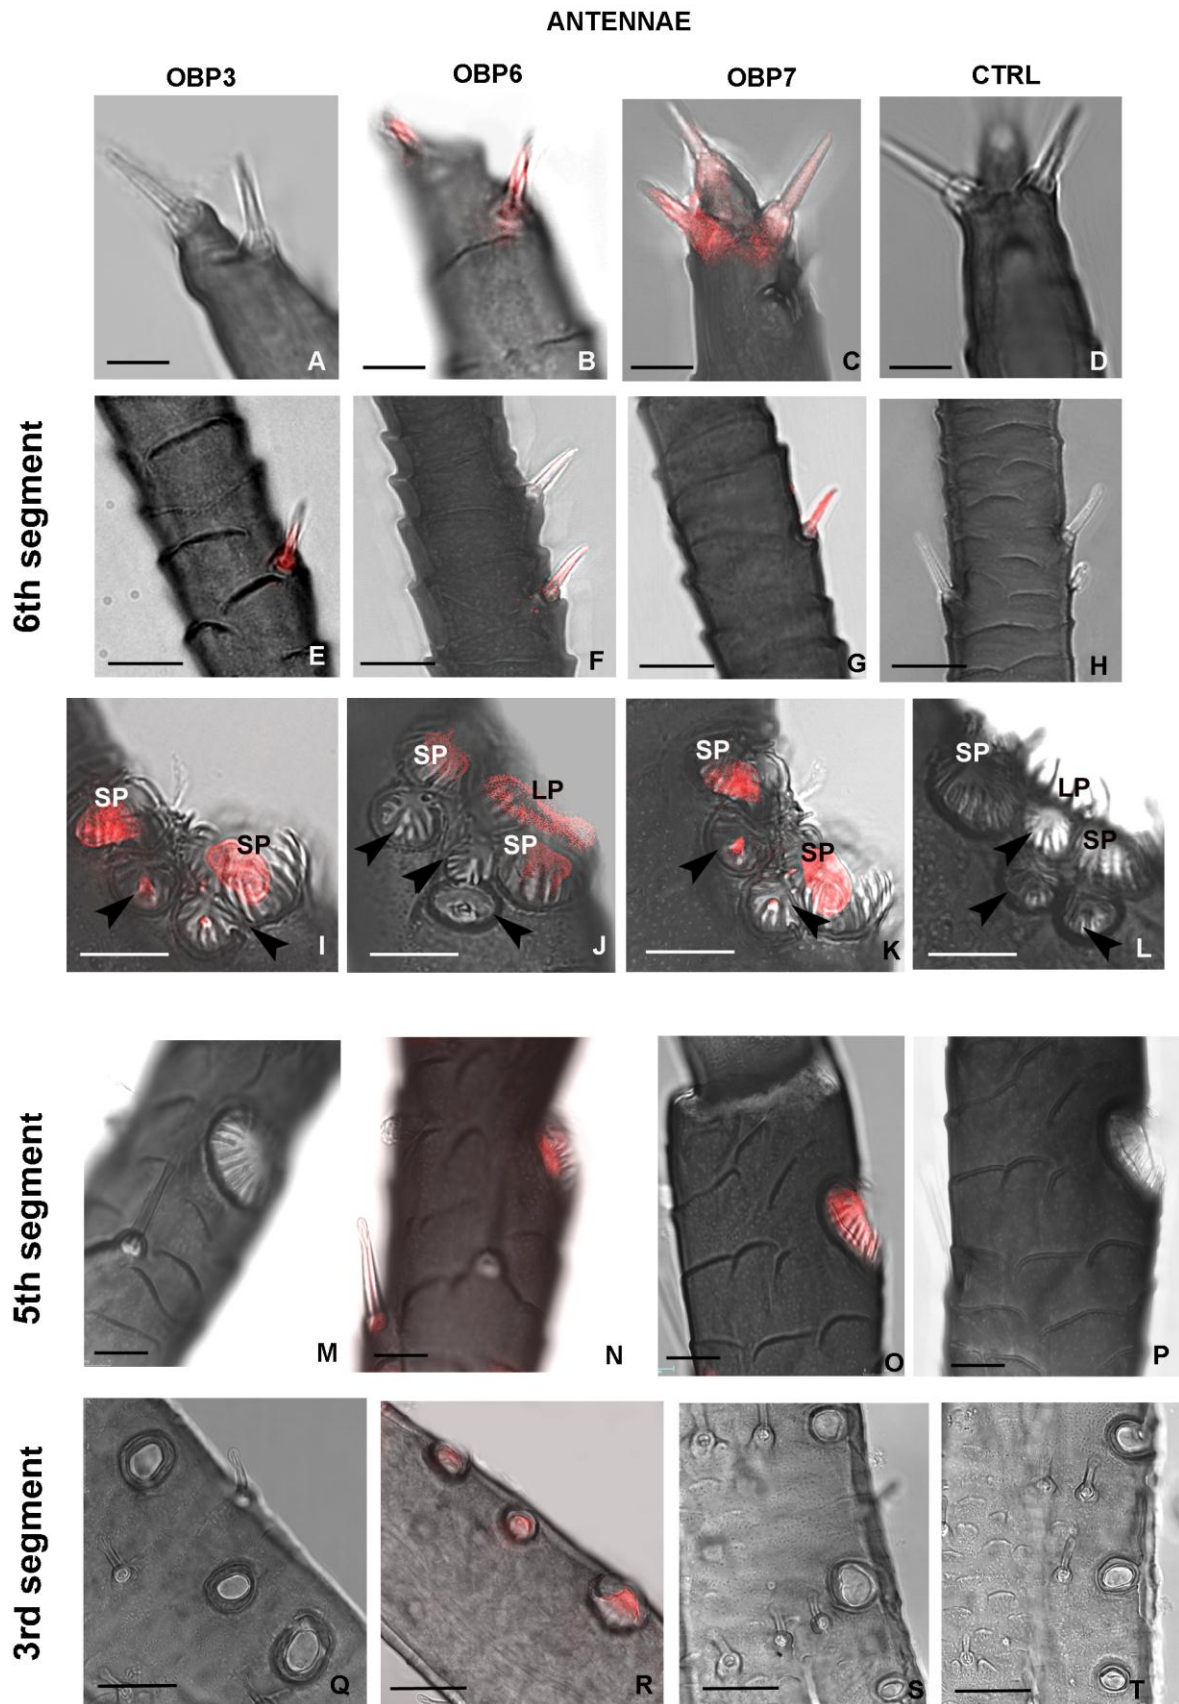 ANTENNAE
OBP3 OBP6 OBP7 CTRL
6th segment
A B C D
E F G H
SP SP I
SP LP SP J
SP SP K
SP LP SP L
5th segment
M N O P
3rd segment
Q R S T